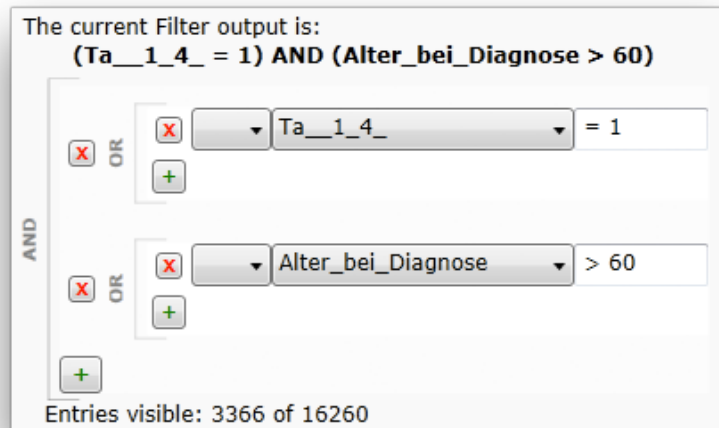 The current Filter output is:
(Ta__1_4_ = 1) AND (Alter_bei_Diagnose > 60)
AND
OR
x
x
Ta__1_4_
= 1
+
OR
x
x
Alter_bei_Diagnose
> 60
+
+
Entries visible: 3366 of 16260